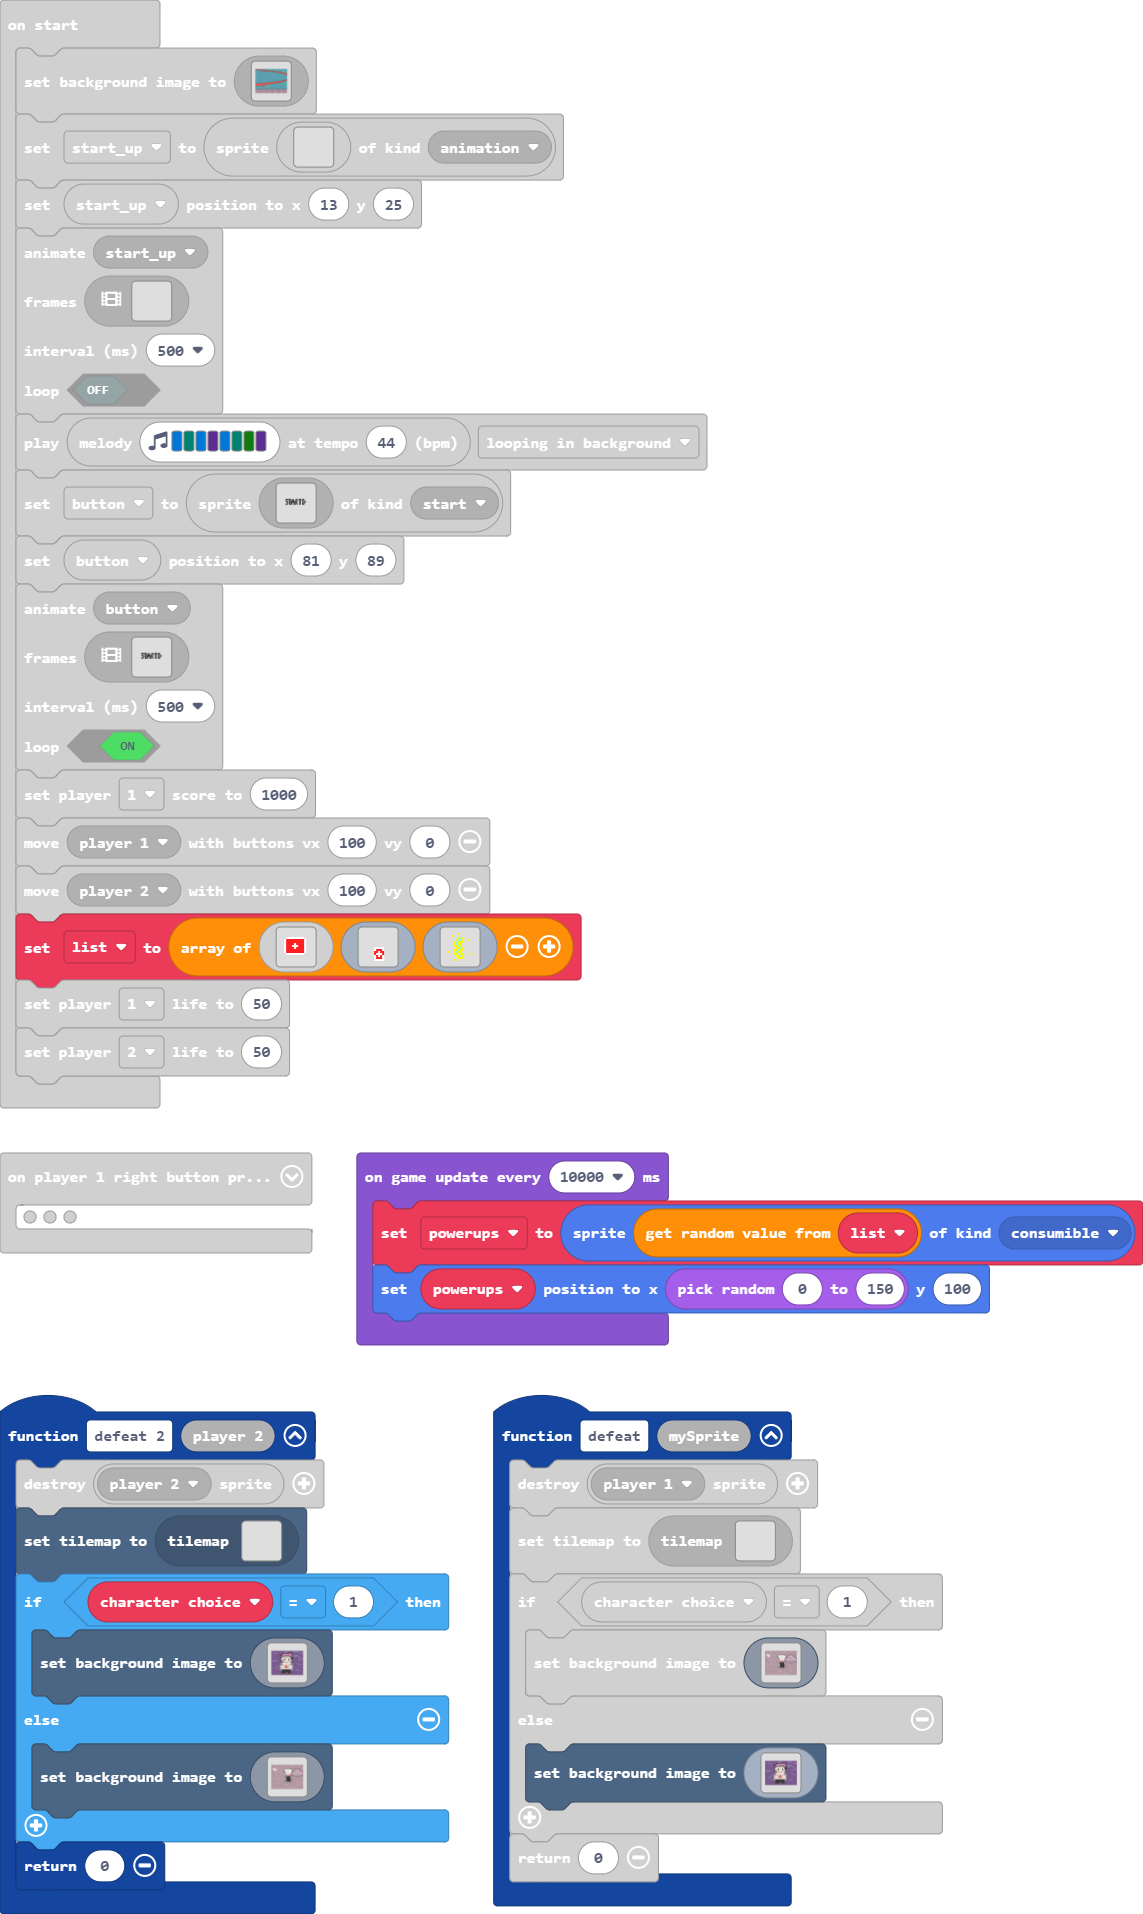 on start
set background image to
set start_up to sprite of kind animation
set start_up position to x 13 y 25
animate start_up
frames
interval (ms) 500
loop OFF
play melody at tempo 44 (bpm) looping in background
set button to sprite START! of kind start
set button position to x 81 y 89
animate button
frames START!
interval (ms) 500
loop ON
set player 1 score to 1000
move player 1 with buttons vx 100 vy 0
move player 2 with buttons vx 100 vy 0
set list to array of
set player 1 life to 50
set player 2 life to 50
on player 1 right button pr...
on game update every 10000 ms
set powerups to sprite get random value from list of kind consumible
set powerups position to x pick random 0 to 150 y 100
function defeat 2 player 2
destroy player 2 sprite
set tilemap to tilemap
if character choice = 1 then
set background image to
else
set background image to
return 0
function defeat mySprite
destroy player 1 sprite
set tilemap to tilemap
if character choice = 1 then
set background image to
else
set background image to
return 0